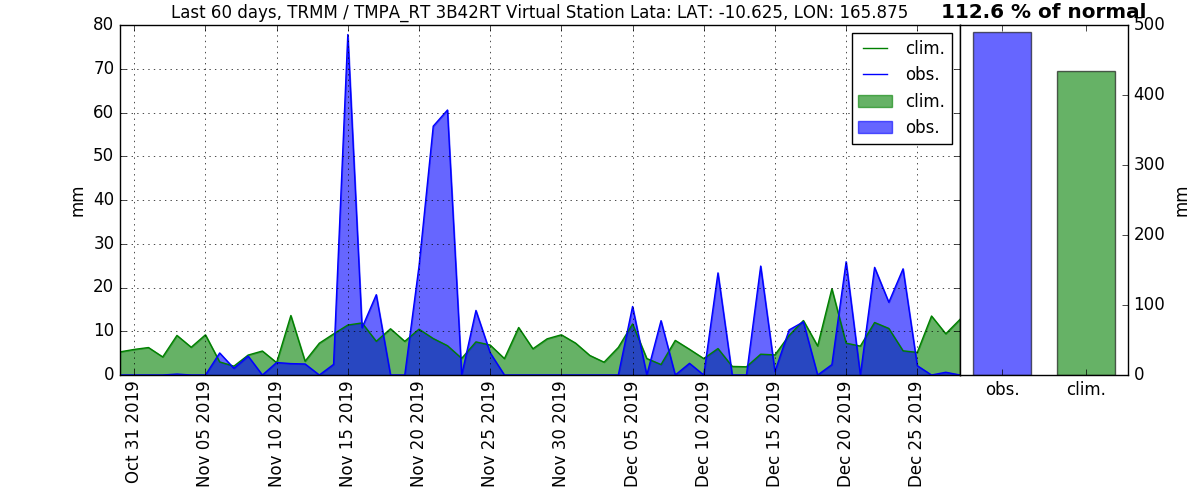 Last 60 days, TRMM / TMPA_RT 3B42RT Virtual Station Lata: LAT: -10.625, LON: 165.875
112.6 % of normal
80
70
60
50
40
30
20
10
0
mm
clim.
obs.
clim.
obs.
500
400
300
200
100
0
mm
Oct 31 2019
Nov 05 2019
Nov 10 2019
Nov 15 2019
Nov 20 2019
Nov 25 2019
Nov 30 2019
Dec 05 2019
Dec 10 2019
Dec 15 2019
Dec 20 2019
Dec 25 2019
obs.
clim.